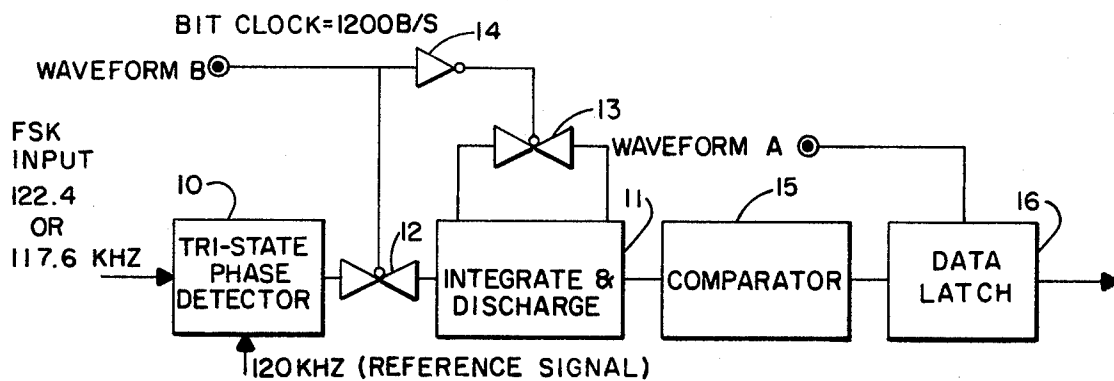 BIT CLOCK=1200B/S
14
WAVEFORM B
13
FSK
INPUT
122.4
OR
117.6 KHZ
WAVEFORM A
10
11
15
16
12
TRI-STATE
PHASE
DETECTOR
INTEGRATE &
DISCHARGE
COMPARATOR
DATA
LATCH
120KHZ (REFERENCE SIGNAL)